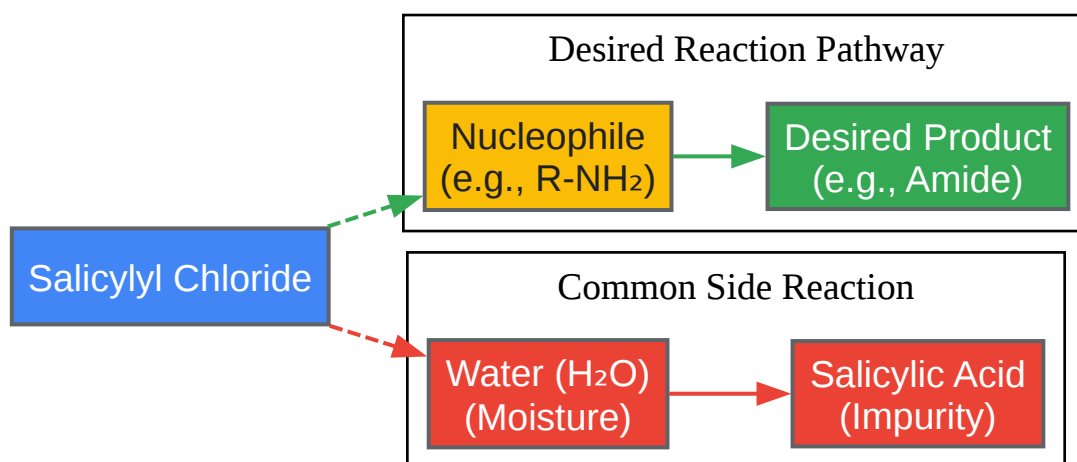 Desired Reaction Pathway
Nucleophile
(e.g., R-NH₂)
Desired Product
(e.g., Amide)
Salicylyl Chloride
Common Side Reaction
Water (H₂O)
(Moisture)
Salicylic Acid
(Impurity)